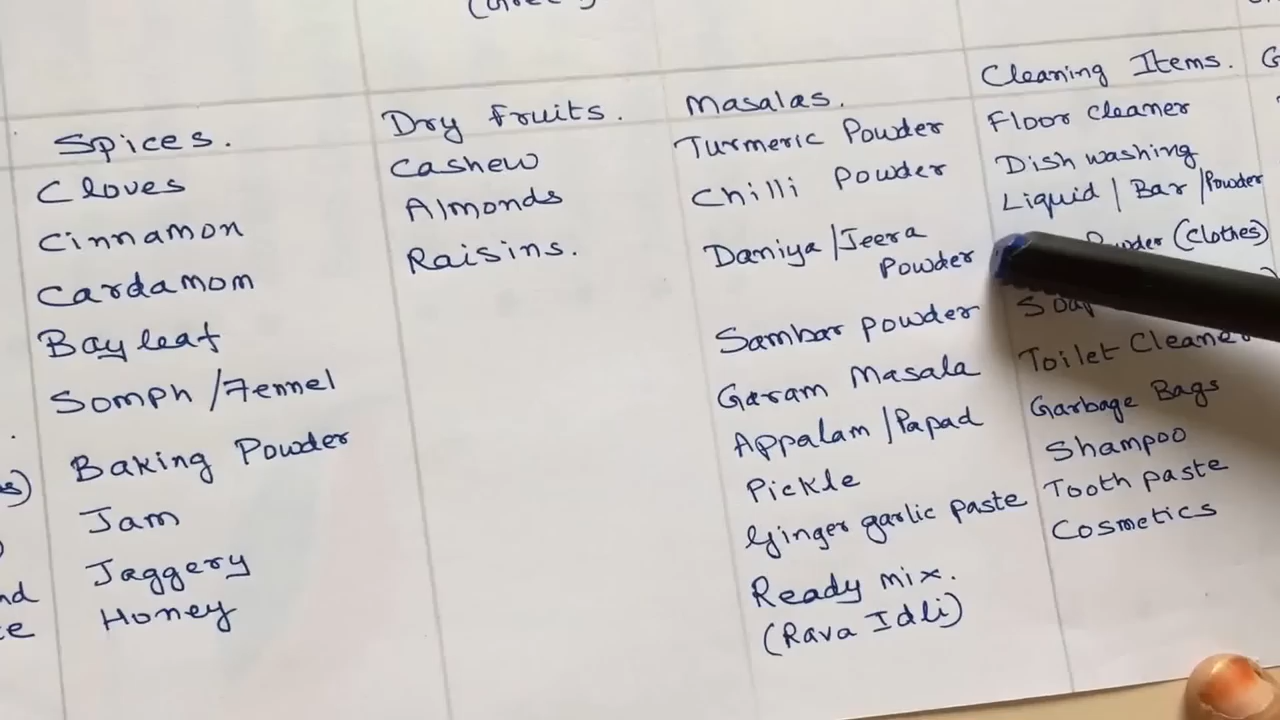 Spices.
Cloves
Cinnamon
Cardamom
Bay leaf
Somph/Fennel
Baking Powder
Jam
Jaggery
Honey
Dry fruits.
Cashew
Almonds
Raisins.
Masalas.
Turmeric Powder
Chilli Powder
Daniya/Jeera
Powder
Sambar powder
Garam Masala
Appalam/Papad
Pickle
Ginger garlic paste
Ready mix.
(Rava Idli)
Cleaning Items.
Floor cleaner
Dish washing
Liquid/Bar/Powder
Powder (Clothes)
Soap
Toilet Cleaner
Garbage Bags
Shampoo
Tooth paste
Cosmetics